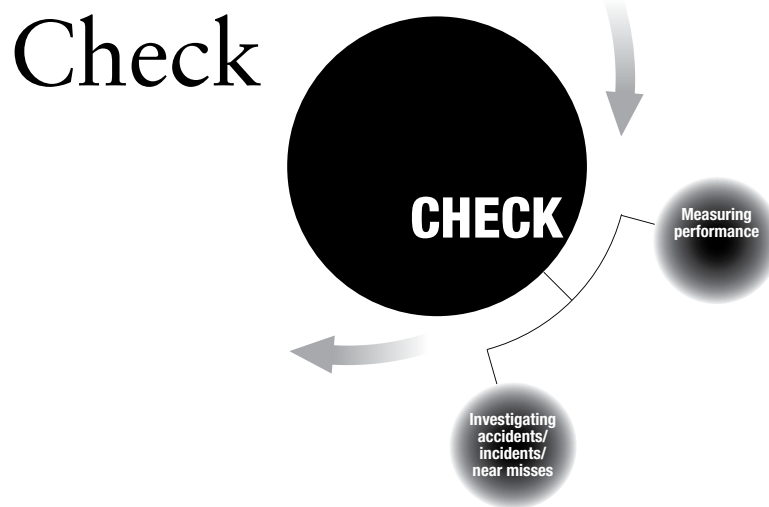 Check
CHECK
Measuring
performance
Investigating
accidents/
incidents/
near misses